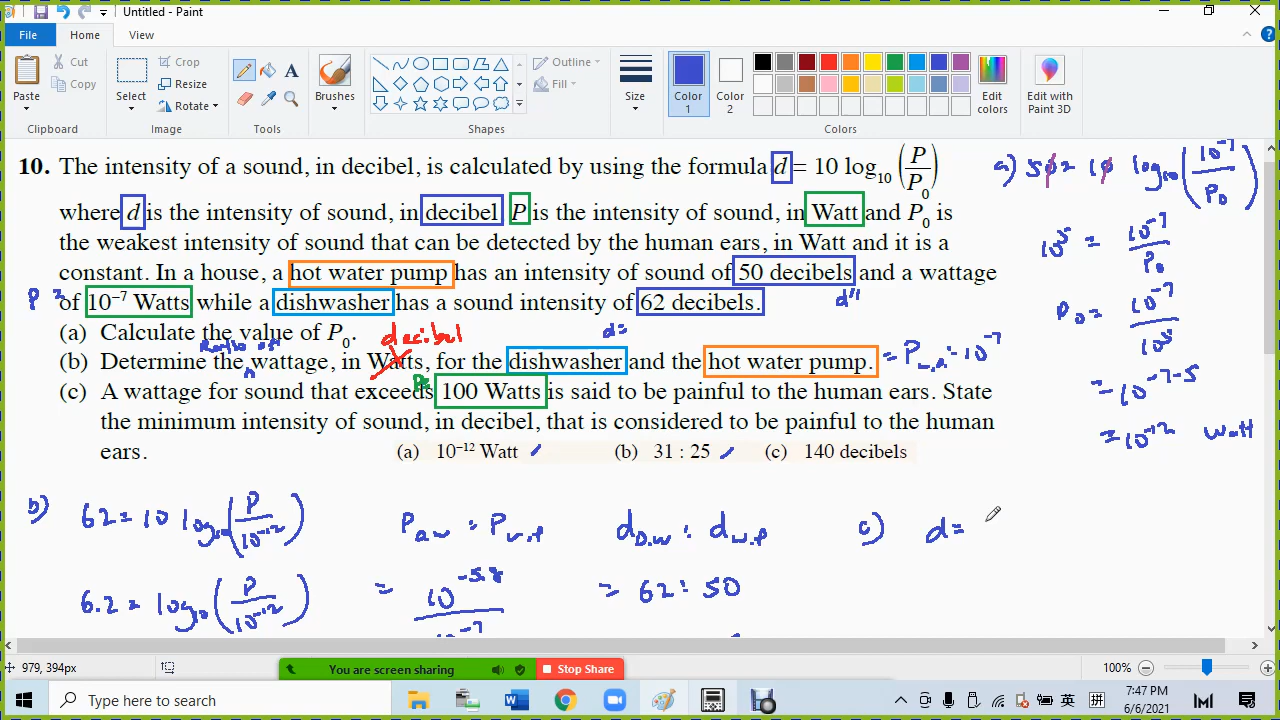 Untitled - Paint
File Home View
Paste Cut Copy Clipboard
Select Crop Resize Rotate Image
Tools
Brushes
Outline Fill Shapes
Size
Color 1 Color 2 Edit colors Colors
Edit with Paint 3D
10. The intensity of a sound, in decibel, is calculated by using the formula d = 10 log₁₀ (P/P₀)
where d is the intensity of sound, in decibel P is the intensity of sound, in Watt and P₀ is
the weakest intensity of sound that can be detected by the human ears, in Watt and it is a
constant. In a house, a hot water pump has an intensity of sound of 50 decibels and a wattage
P = of 10⁻⁷ Watts while a dishwasher has a sound intensity of 62 decibels.
d"
(a) Calculate the value of P₀.
decibel
d=
(b) Determine the wattage, in Watts, for the dishwasher and the hot water pump.
P=
(c) A wattage for sound that exceeds 100 Watts is said to be painful to the human ears. State
the minimum intensity of sound, in decibel, that is considered to be painful to the human
ears.
(a) 10⁻¹² Watt (b) 31 : 25 (c) 140 decibels
a) 50 = 10 log₁₀ (10⁻⁷/P₀)
10⁵ = 10⁻⁷/P₀
P₀ = 10⁻⁷/10⁵
= 10⁻⁷⁻⁵
= 10⁻¹² Watt
b) 62 = 10 log₁₀ (P/10⁻¹²)
6.2 = log₁₀ (P/10⁻¹²)
= 10⁻⁵·⁸/10⁻⁷
d D.W : d W.P
= 62 : 50
c) d =
979, 394px
You are screen sharing Stop Share
100%
Type here to search
英 拼
7:47 PM
6/6/2021